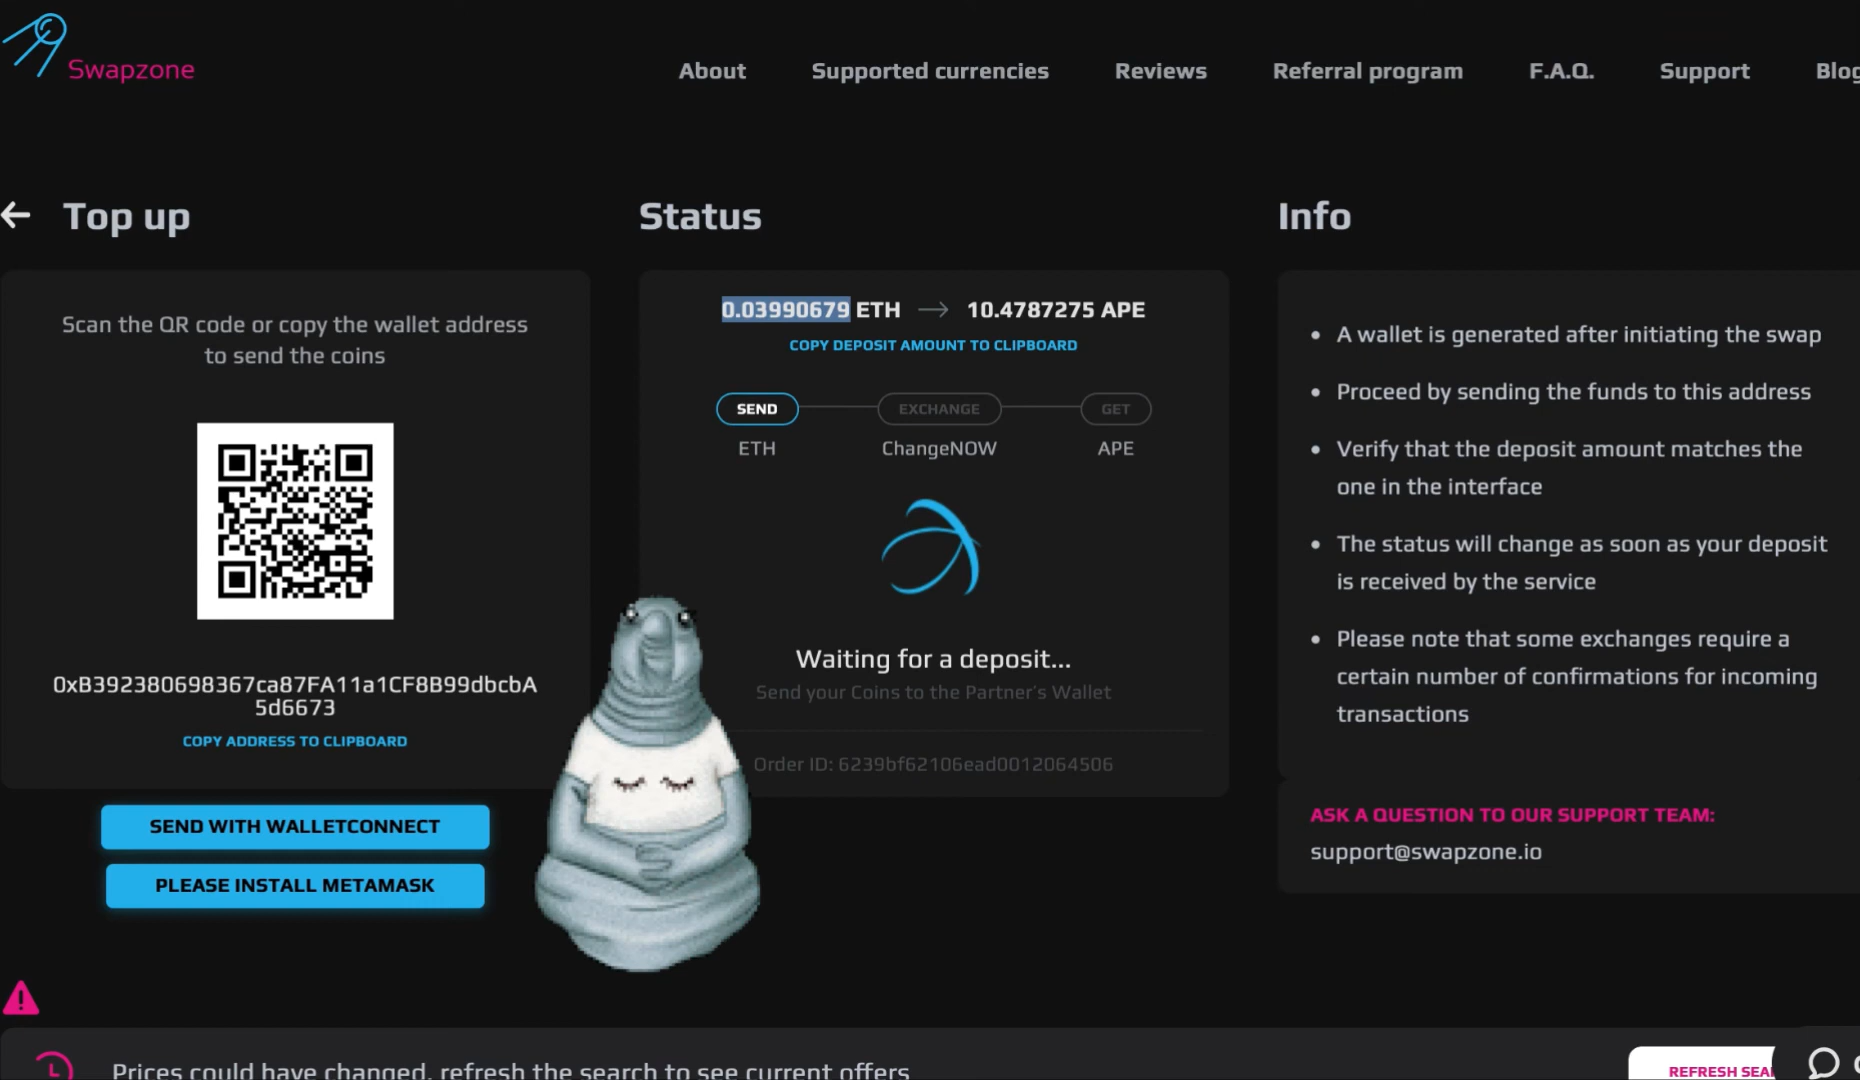 Swapzone
About
Supported currencies
Reviews
Referral program
F.A.Q.
Support
Top up
Scan the QR code or copy the wallet address
to send the coins
0xB392380698367ca87FA11a1CF8B99dbcbA
5d6673
COPY ADDRESS TO CLIPBOARD
SEND WITH WALLETCONNECT
PLEASE INSTALL METAMASK
Status
0.03990679 ETH → 10.4787275 APE
COPY DEPOSIT AMOUNT TO CLIPBOARD
SEND
EXCHANGE
GET
ETH
ChangeNOW
APE
Waiting for a deposit...
Send your Coins to the Partner's Wallet
Order ID: 6239bf62106ead0012064506
Info
• A wallet is generated after initiating the swap
• Proceed by sending the funds to this address
• Verify that the deposit amount matches the
one in the interface
• The status will change as soon as your deposit
is received by the service
• Please note that some exchanges require a
certain number of confirmations for incoming
transactions
ASK A QUESTION TO OUR SUPPORT TEAM:
support@swapzone.io
Prices could have changed, refresh the search to see current offers
REFRESH